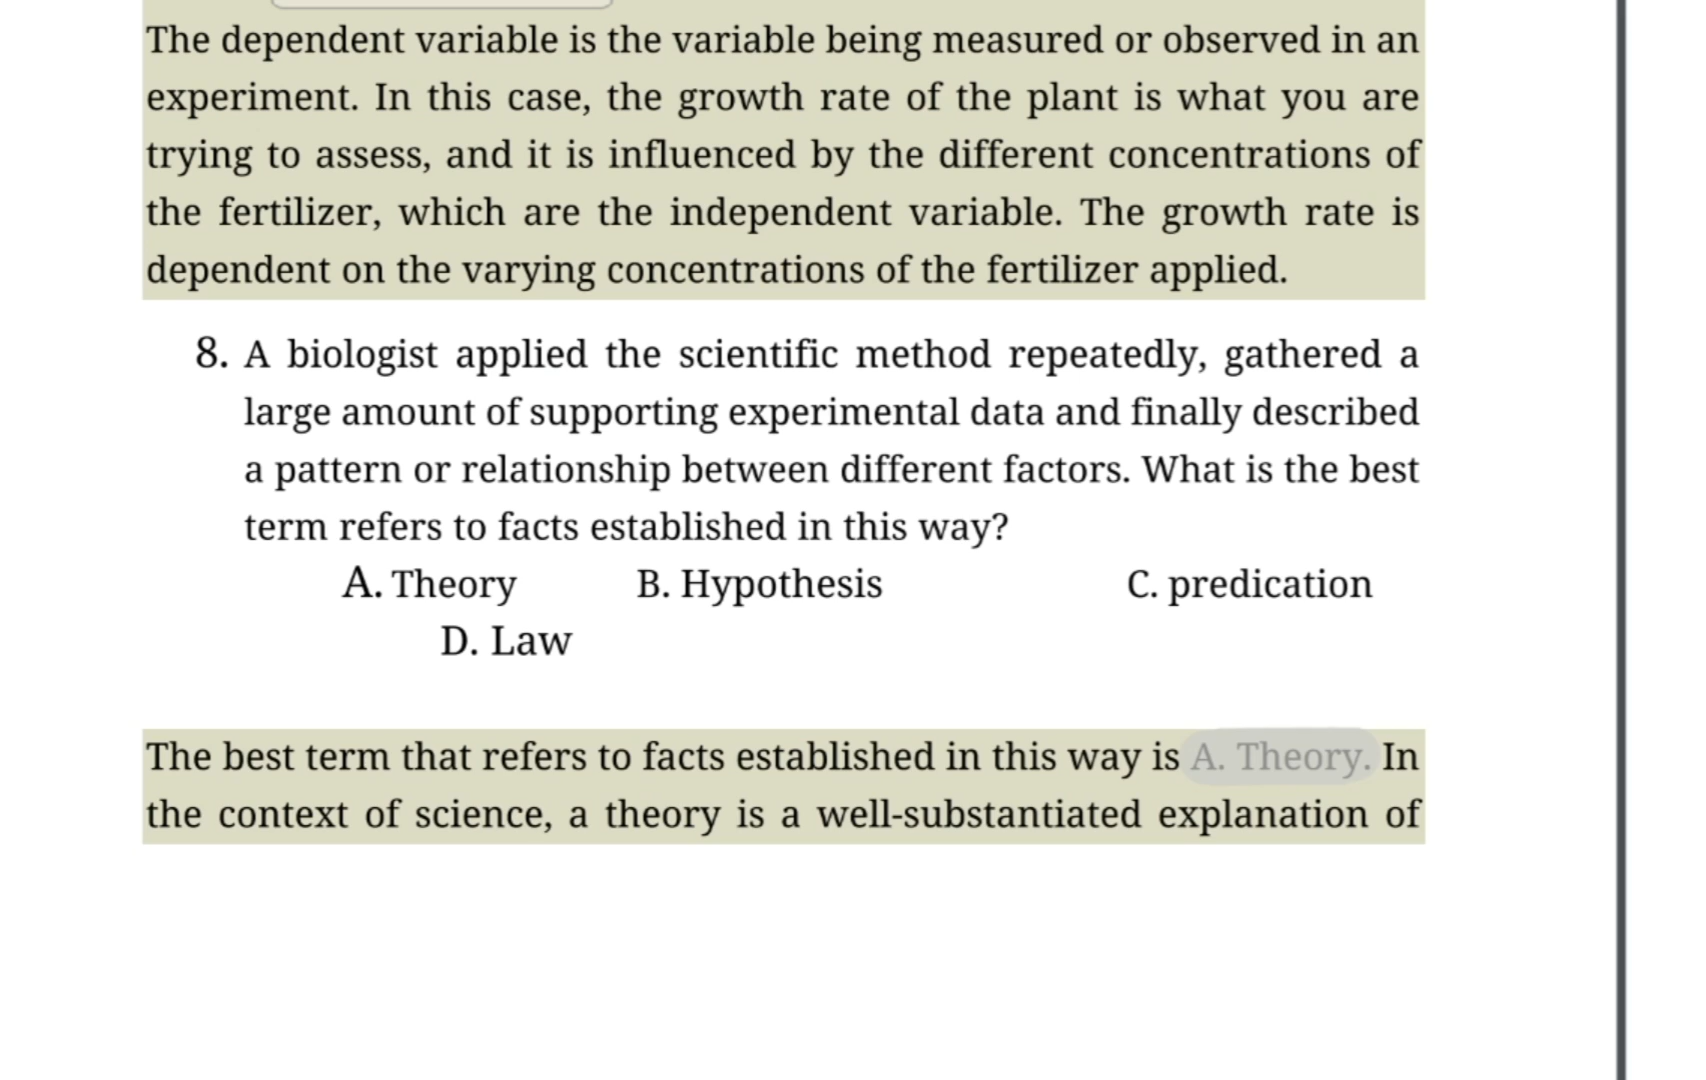 The dependent variable is the variable being measured or observed in an
experiment. In this case, the growth rate of the plant is what you are
trying to assess, and it is influenced by the different concentrations of
the fertilizer, which are the independent variable. The growth rate is
dependent on the varying concentrations of the fertilizer applied.
8. A biologist applied the scientific method repeatedly, gathered a
large amount of supporting experimental data and finally described
a pattern or relationship between different factors. What is the best
term refers to facts established in this way?
A. Theory B. Hypothesis C. predication
D. Law
The best term that refers to facts established in this way is A. Theory. In
the context of science, a theory is a well-substantiated explanation of